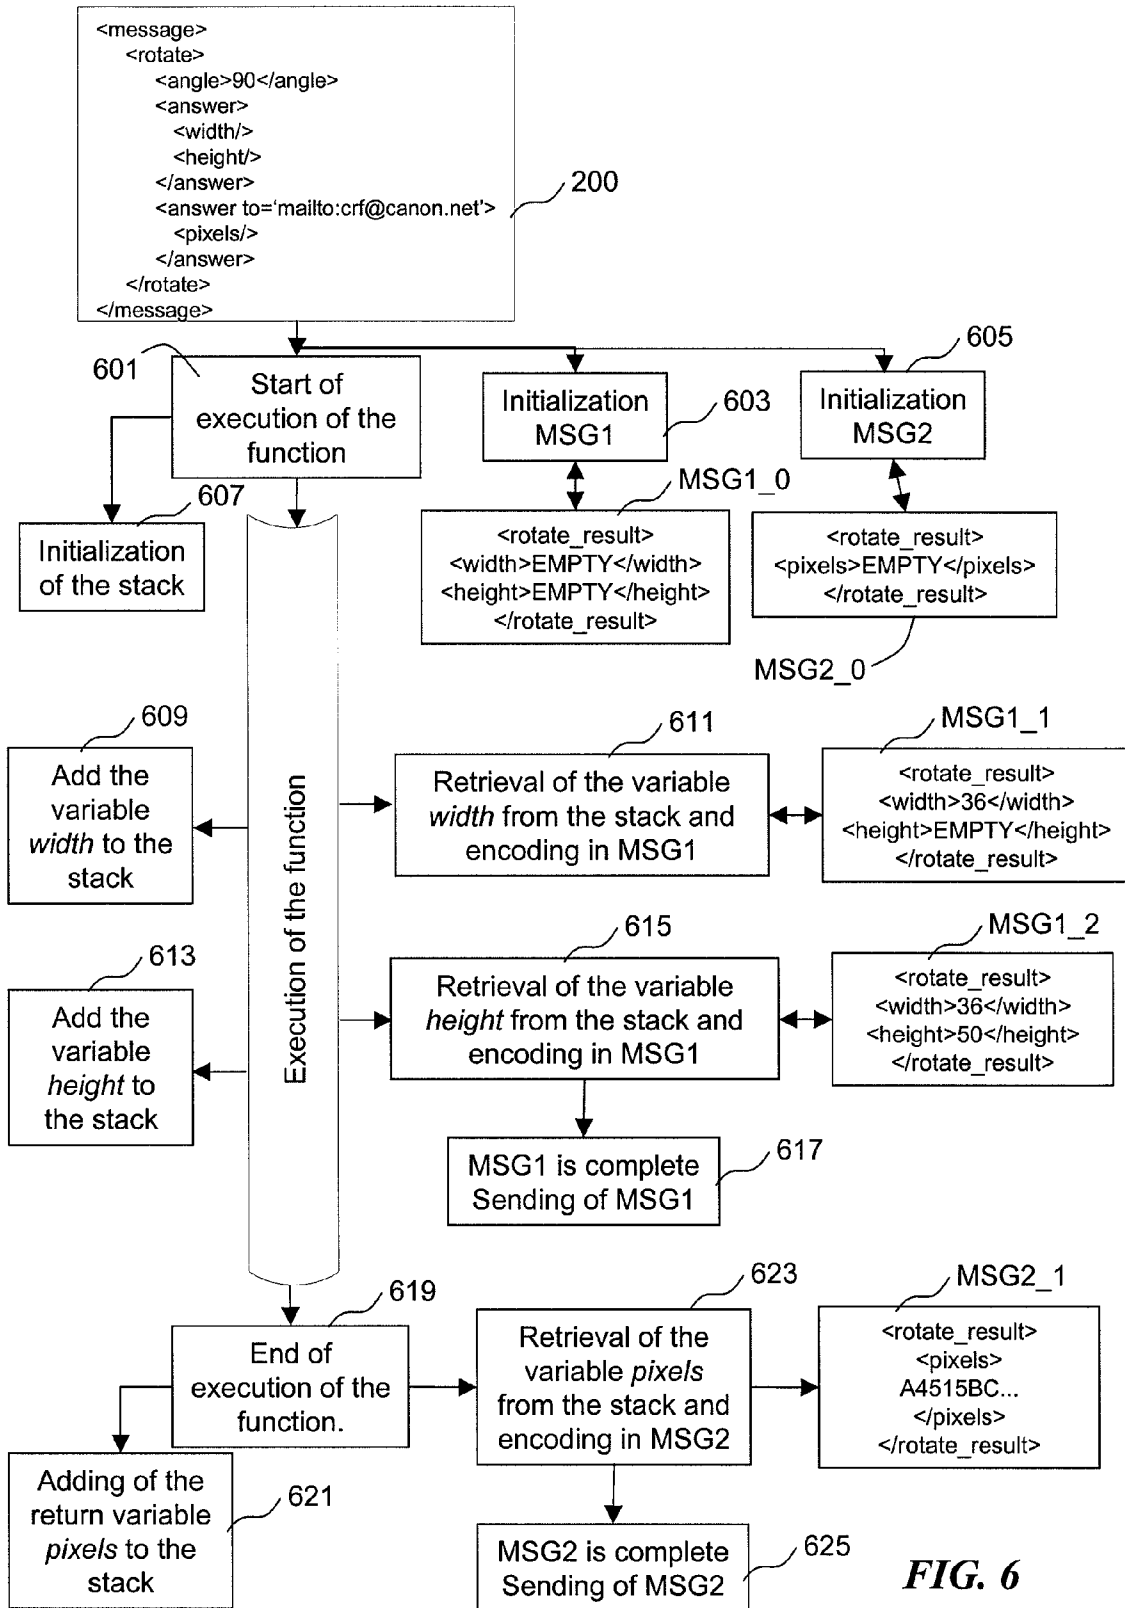 <message>
<rotate>
<angle>90</angle>
<answer>
<width/>
<height/>
</answer>
<answer to=‘mailto:crf@canon.net’>
<pixels/>
</answer>
</rotate>
</message>
200
601
Start of
execution of the
function
Initialization
MSG1
603
605
Initialization
MSG2
607
Initialization
of the stack
MSG1_0
<rotate_result>
<width>EMPTY</width>
<height>EMPTY</height>
</rotate_result>
<rotate_result>
<pixels>EMPTY</pixels>
</rotate_result>
MSG2_0
Execution of the function
609
Add the
variable
width to the
stack
611
Retrieval of the variable
width from the stack and
encoding in MSG1
MSG1_1
<rotate_result>
<width>36</width>
<height>EMPTY</height>
</rotate_result>
613
Add the
variable
height to
the stack
615
Retrieval of the variable
height from the stack and
encoding in MSG1
MSG1_2
<rotate_result>
<width>36</width>
<height>50</height>
</rotate_result>
MSG1 is complete
Sending of MSG1
617
619
End of
execution of the
function.
623
Retrieval of the
variable pixels
from the stack and
encoding in MSG2
MSG2_1
<rotate_result>
<pixels>
A4515BC...
</pixels>
</rotate_result>
Adding of the
return variable
pixels to the
stack
621
MSG2 is complete
Sending of MSG2
625
FIG. 6